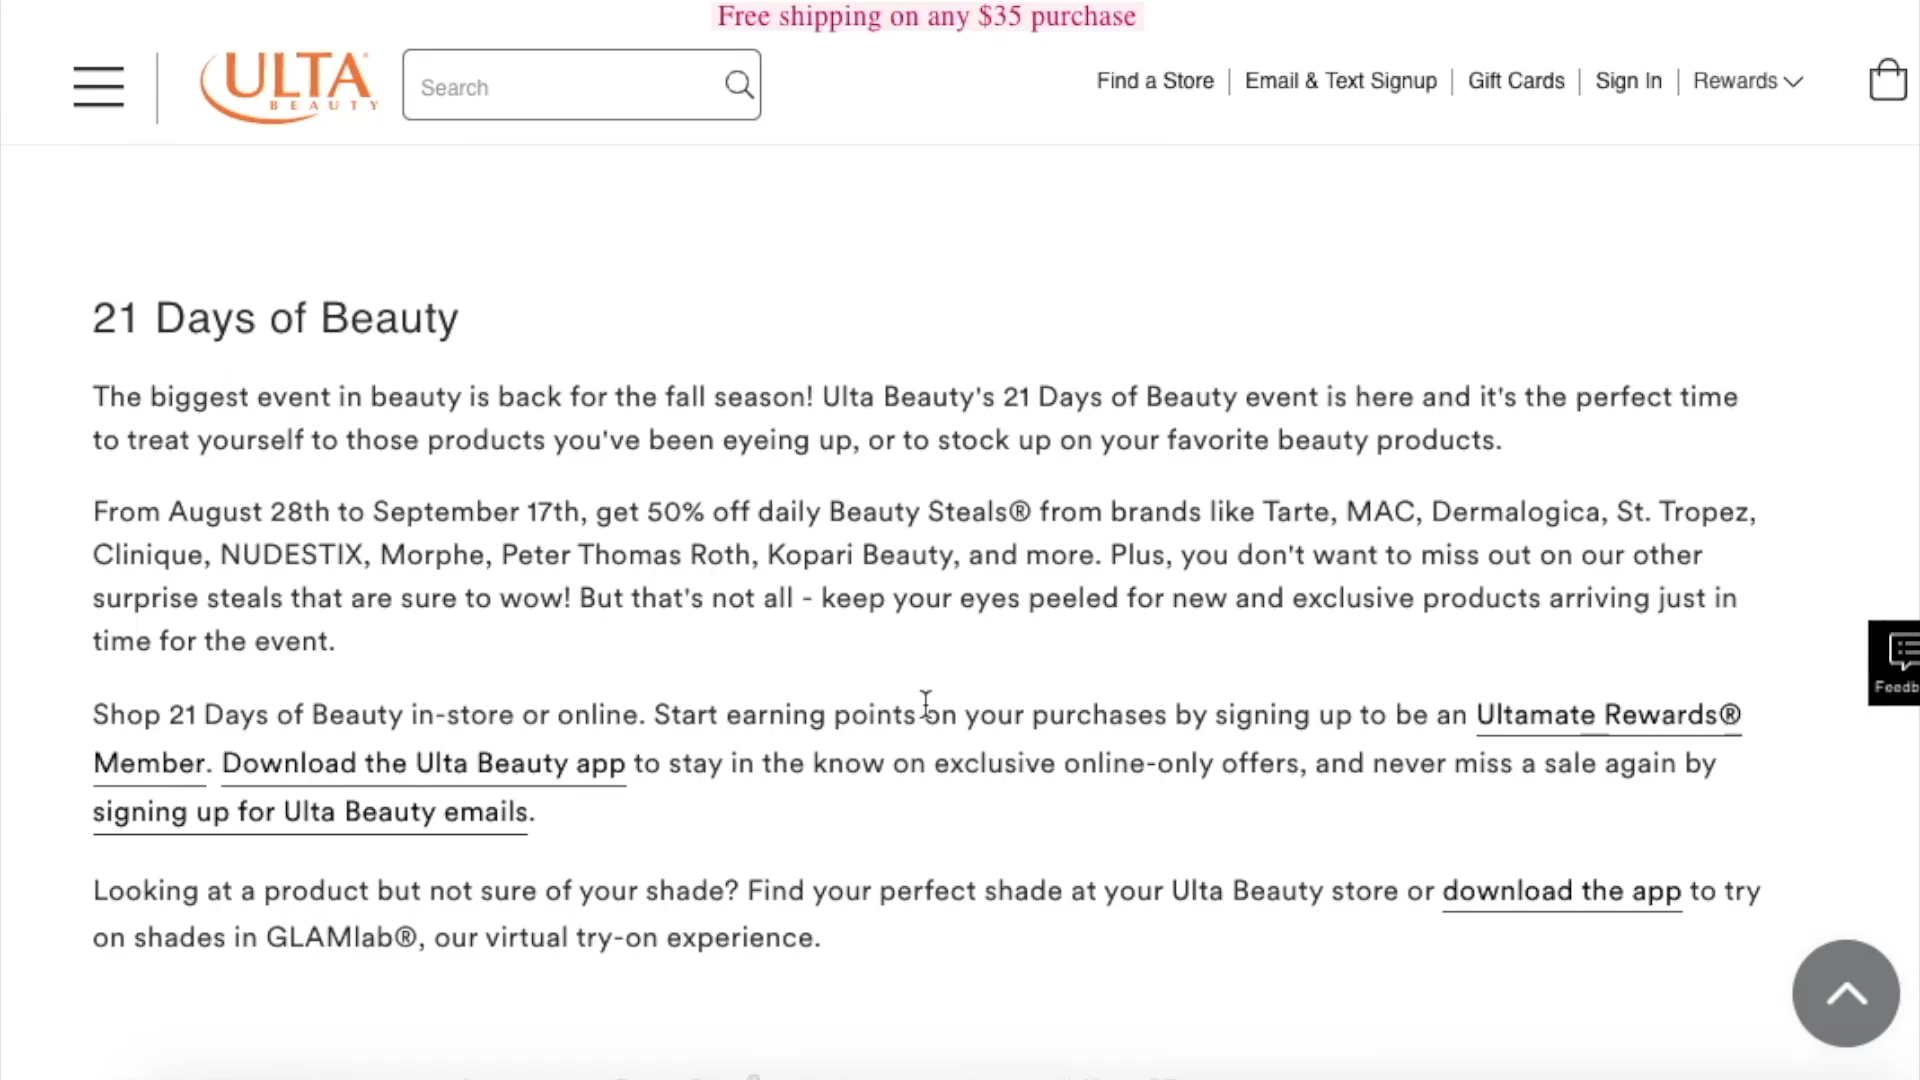 Free shipping on any $35 purchase
ULTA
BEAUTY
Search
Find a Store
Email & Text Signup
Gift Cards
Sign In
Rewards
21 Days of Beauty
The biggest event in beauty is back for the fall season! Ulta Beauty's 21 Days of Beauty event is here and it's the perfect time
to treat yourself to those products you've been eyeing up, or to stock up on your favorite beauty products.
From August 28th to September 17th, get 50% off daily Beauty Steals® from brands like Tarte, MAC, Dermalogica, St. Tropez,
Clinique, NUDESTIX, Morphe, Peter Thomas Roth, Kopari Beauty, and more. Plus, you don't want to miss out on our other
surprise steals that are sure to wow! But that's not all - keep your eyes peeled for new and exclusive products arriving just in
time for the event.
Shop 21 Days of Beauty in-store or online. Start earning points on your purchases by signing up to be an Ultamate Rewards®
Member. Download the Ulta Beauty app to stay in the know on exclusive online-only offers, and never miss a sale again by
signing up for Ulta Beauty emails.
Looking at a product but not sure of your shade? Find your perfect shade at your Ulta Beauty store or download the app to try
on shades in GLAMlab®, our virtual try-on experience.
Feedb